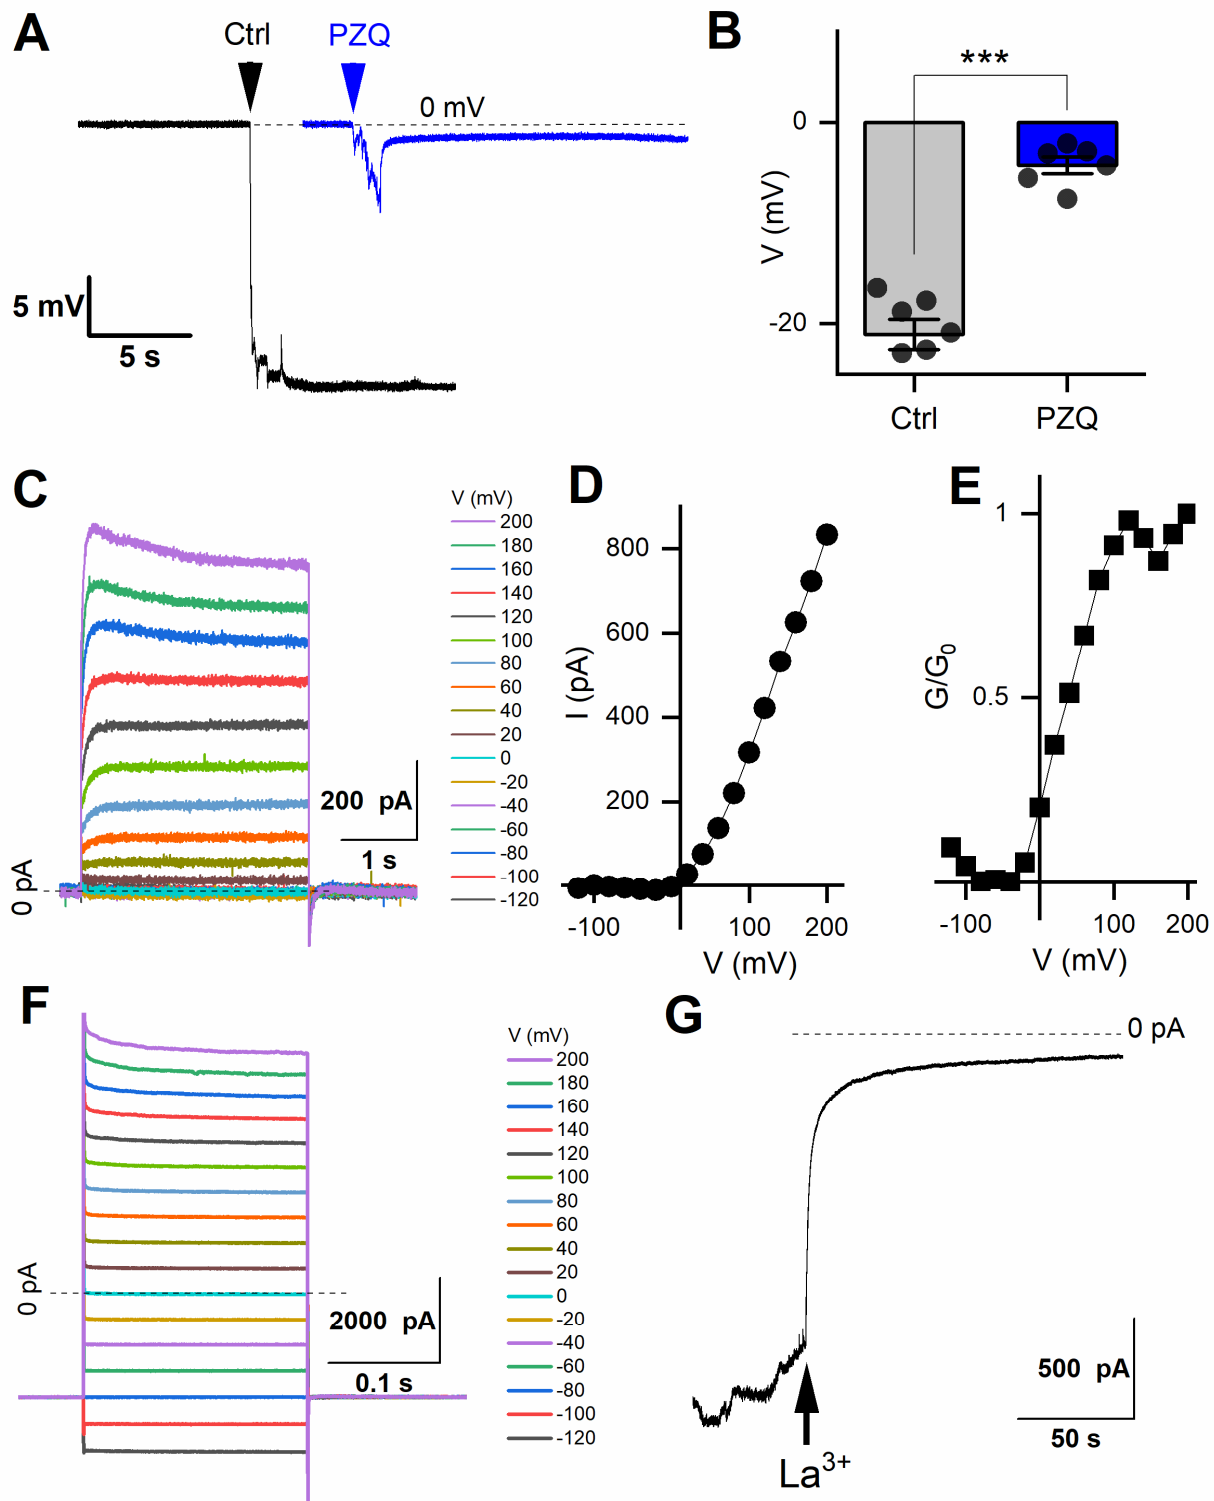 A
Ctrl
PZQ
0 mV
5 mV
5 s
B
***
0
-20
V (mV)
Ctrl
PZQ
C
V (mV)
200
180
160
140
120
100
80
60
40
20
0
-20
-40
-60
-80
-100
-120
200 pA
1 s
0 pA
D
800
600
400
200
I (pA)
-100
100
200
V (mV)
E
1
0.5
G/G₀
-100
100
200
V (mV)
F
V (mV)
200
180
160
140
120
100
80
60
40
20
0
-20
-40
-60
-80
-100
-120
0 pA
2000 pA
0.1 s
G
0 pA
500 pA
50 s
La³⁺